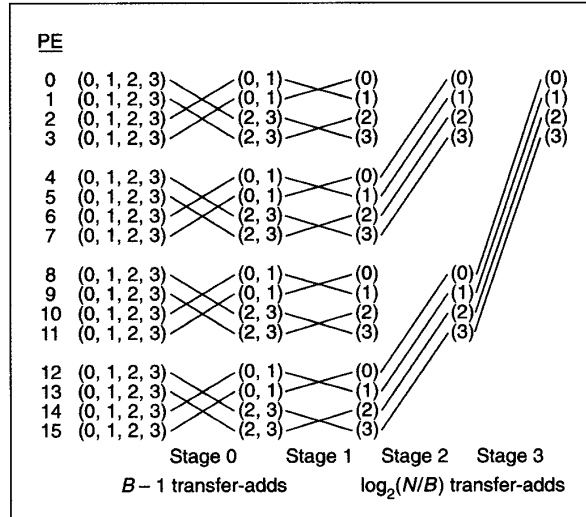 PE
0 (0, 1, 2, 3) (0, 1) (0) (0) (0)
1 (0, 1, 2, 3) (0, 1) (1) (1) (1)
2 (0, 1, 2, 3) (2, 3) (2) (2) (2)
3 (0, 1, 2, 3) (2, 3) (3) (3) (3)
4 (0, 1, 2, 3) (0, 1) (0)
5 (0, 1, 2, 3) (0, 1) (1)
6 (0, 1, 2, 3) (2, 3) (2)
7 (0, 1, 2, 3) (2, 3) (3)
8 (0, 1, 2, 3) (0, 1) (0) (0)
9 (0, 1, 2, 3) (0, 1) (1) (1)
10 (0, 1, 2, 3) (2, 3) (2) (2)
11 (0, 1, 2, 3) (2, 3) (3) (3)
12 (0, 1, 2, 3) (0, 1) (0)
13 (0, 1, 2, 3) (0, 1) (1)
14 (0, 1, 2, 3) (2, 3) (2)
15 (0, 1, 2, 3) (2, 3) (3)
Stage 0 Stage 1 Stage 2 Stage 3
B – 1 transfer-adds log₂(N/B) transfer-adds